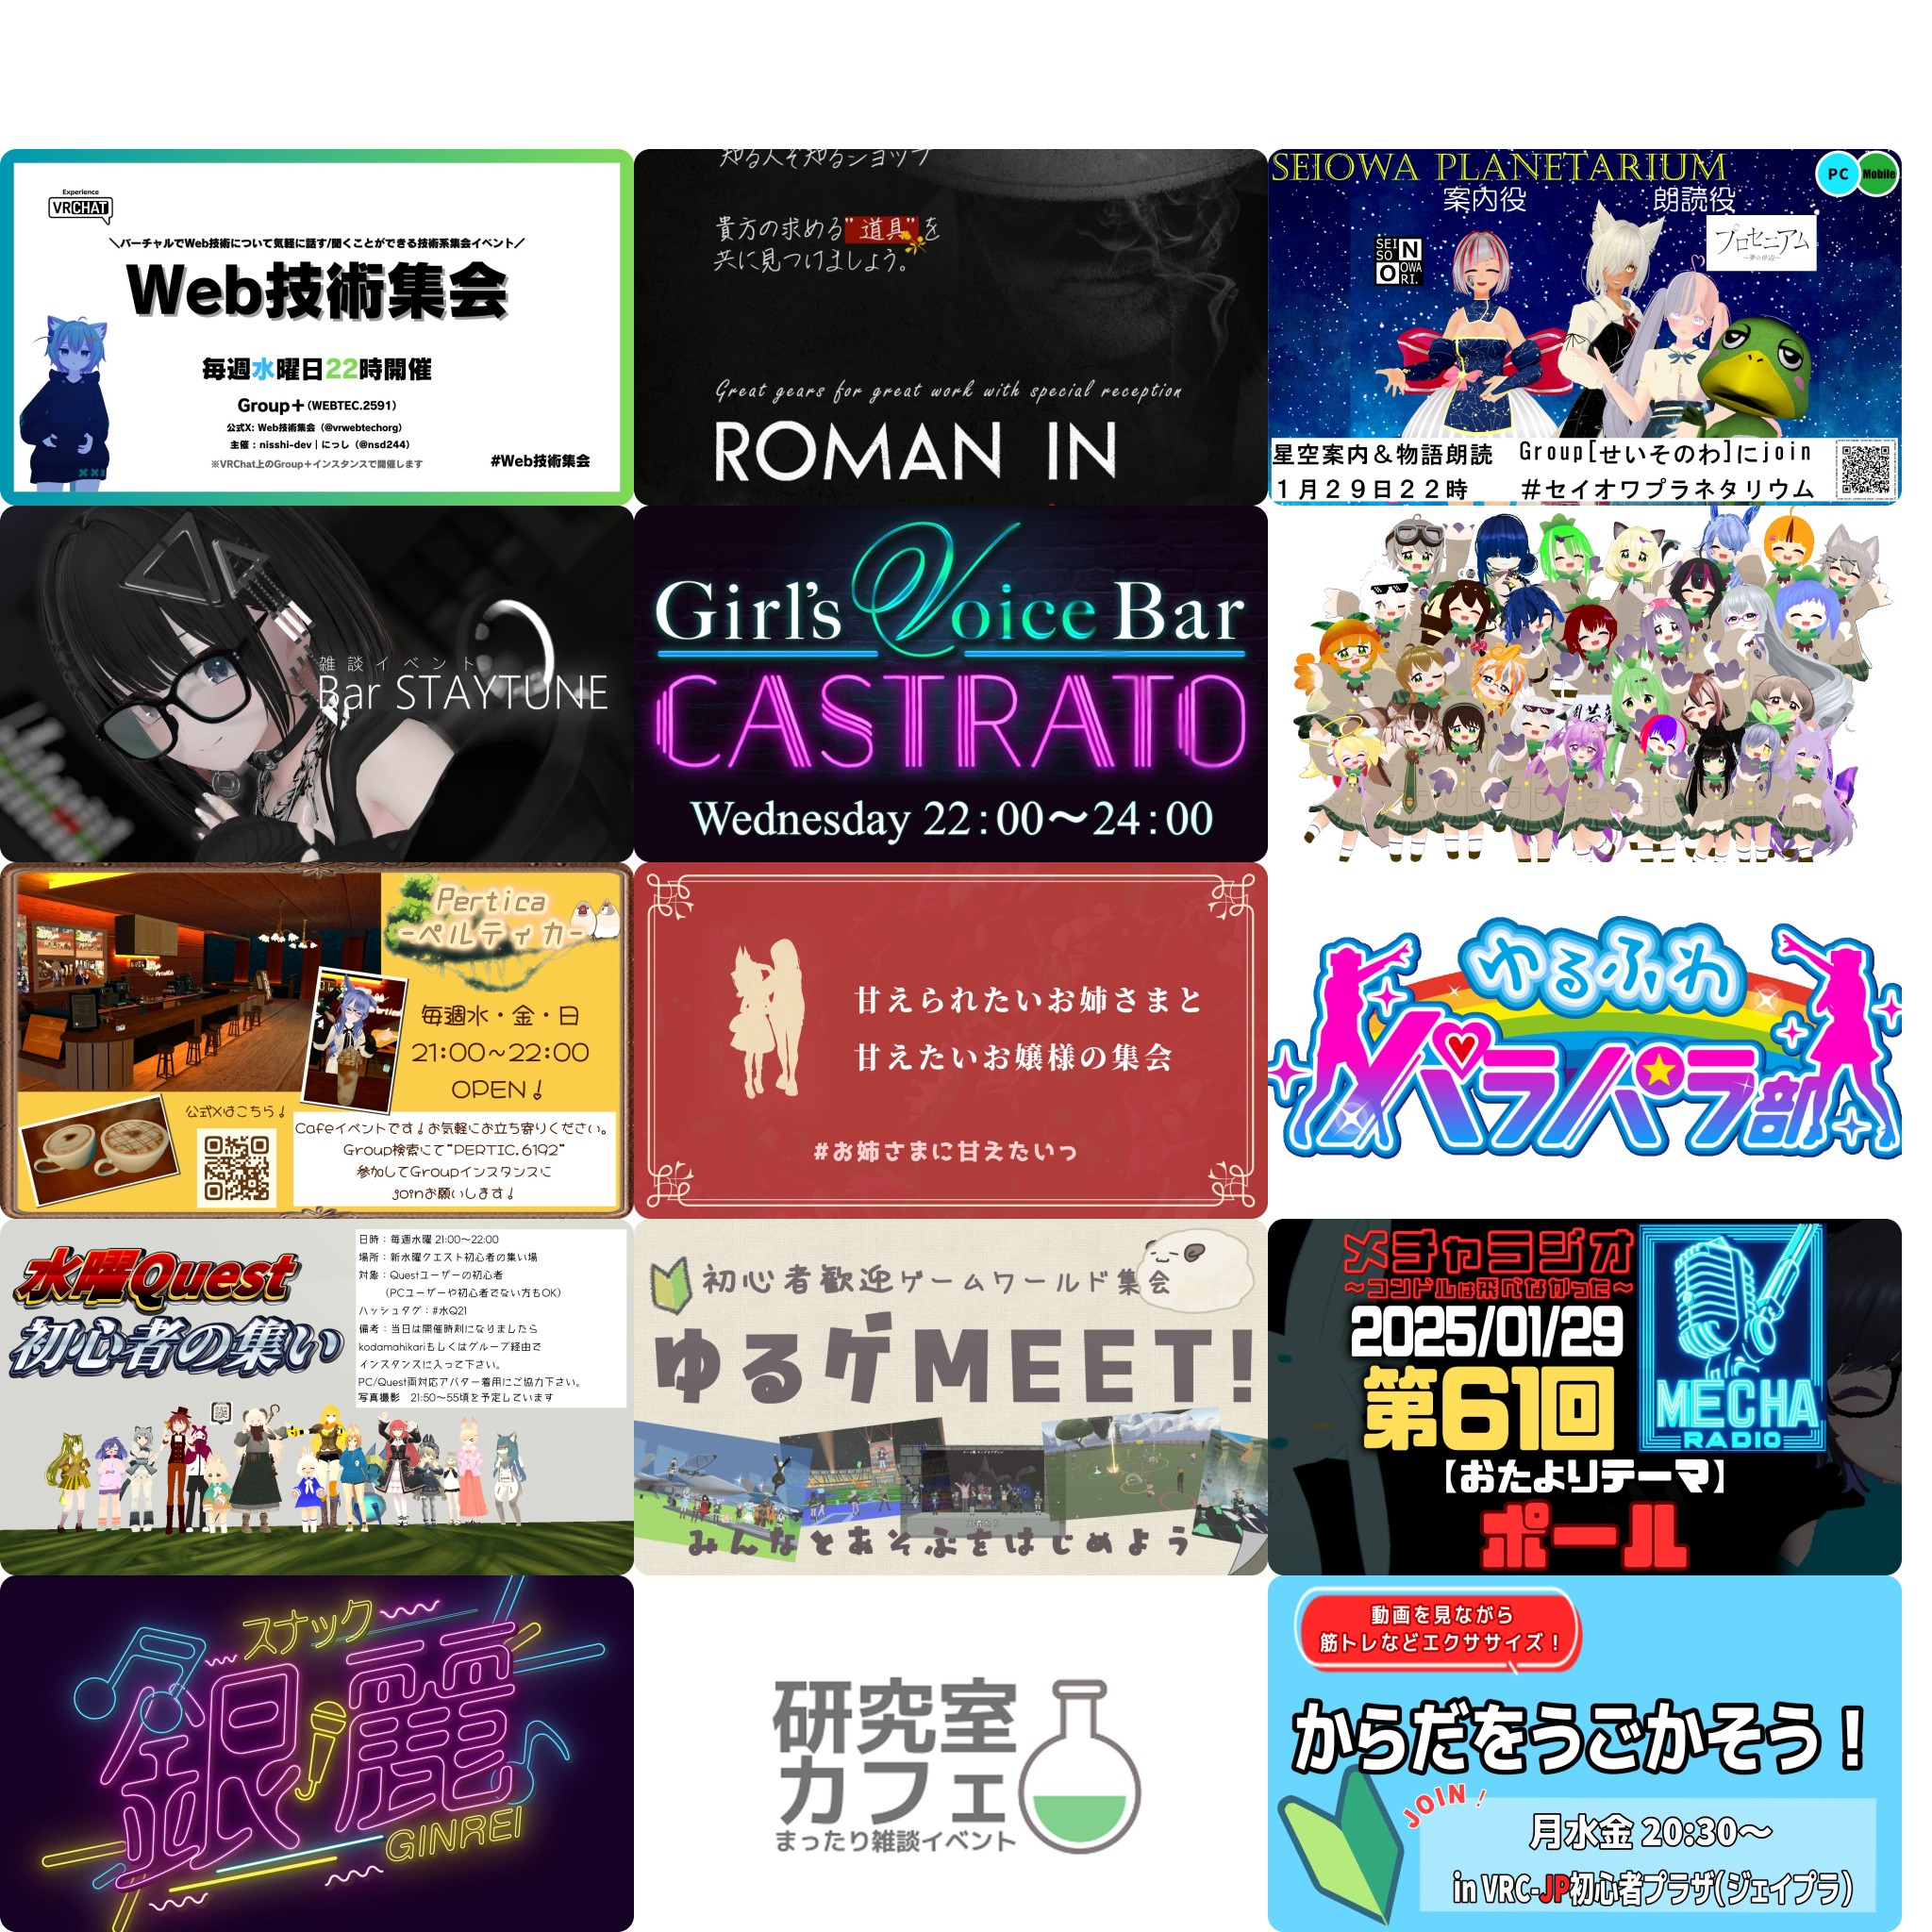 Experience
VRCHAT
＼バーチャルでWeb技術について気軽に話す/聞くことができる技術系集会イベント／
Web技術集会
毎週水曜日22時開催
Group+(WEBTEC.2591)
公式X: Web技術集会（@vrwebtechorg）
主催：nisshi-dev｜にっし（@nsd244）
※VRChat上のGroup+インスタンスで開催します
#Web技術集会
知る人ぞ知るショップ
貴方の求める"道具"を
共に見つけましょう。
Great gears for great work with special reception
ROMAN IN
SEIOWA PLANETARIUM
PC
Mobile
案内役
朗読役
SEI
SO
N
O
OWA
RI.
プロセニアム
～夢の岸辺～
星空案内＆物語朗読
Group[せいそのわ]にjoin
１月２９日２２時
＃セイオワプラネタリウム
雑談イベント
Bar STAYTUNE
Girl's Voice Bar
CASTRATO
Wednesday 22:00〜24:00
Pertica
-ペルティカ-
毎週水・金・日
21:00~22:00
OPEN！
公式Xはこちら！
Cafeイベントです！お気軽にお立ち寄りください。
Group検索にて"PERTIC.6192"
参加してGroupインスタンスに
joinお願いします！
甘えられたいお姉さまと
甘えたいお嬢様の集会
#お姉さまに甘えたいっ
ゆるふわ
パラパラ部
水曜Quest
初心者の集い
日時：毎週水曜 21:00～22:00
場所：新水曜クエスト初心者の集い場
対象：Questユーザーの初心者
（PCユーザーや初心者でない方もOK）
ハッシュタグ：#水Q21
備考：当日は開催時刻になりましたら
kodamahikariもしくはグループ経由で
インスタンスに入って下さい。
PC/Quest両対応アバター着用にご協力下さい。
写真撮影　21:50～55頃を予定しています
初心者歓迎ゲームワールド集会
ゆるゲMEET!
みんなとあそぶをはじめよう
メチャラジオ
～コンドルは飛べなかった～
2025/01/29
第61回
【おたよりテーマ】
ポール
MECHA
RADIO
スナック
銀麗
GINREI
研究室
カフェ
まったり雑談イベント
動画を見ながら
筋トレなどエクササイズ！
からだをうごかそう！
JOIN！
月水金 20:30～
in VRC-JP初心者プラザ(ジェイプラ)